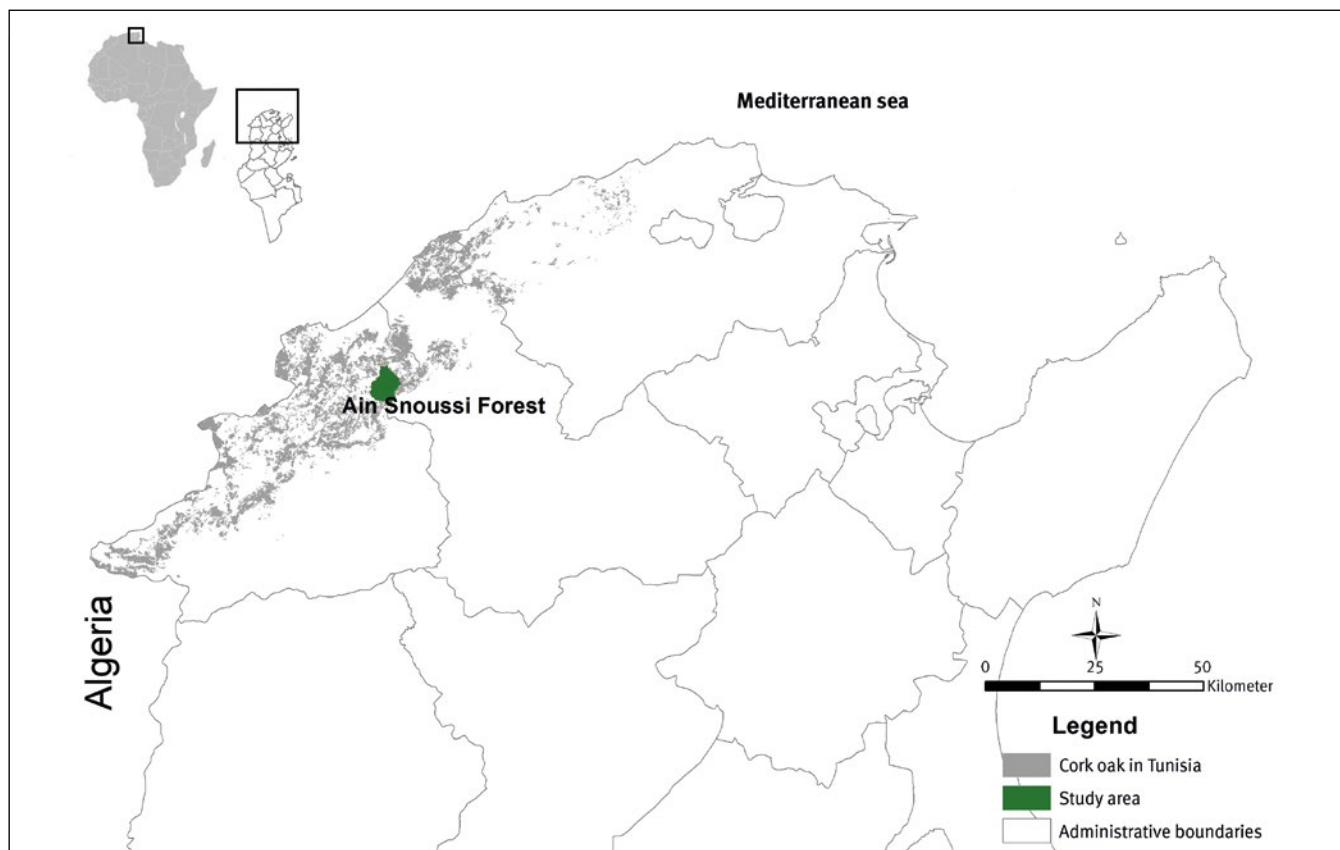 Mediterranean sea
Ain Snoussi Forest
Algeria
N
0 25 50
Kilometer
Legend
Cork oak in Tunisia
Study area
Administrative boundaries